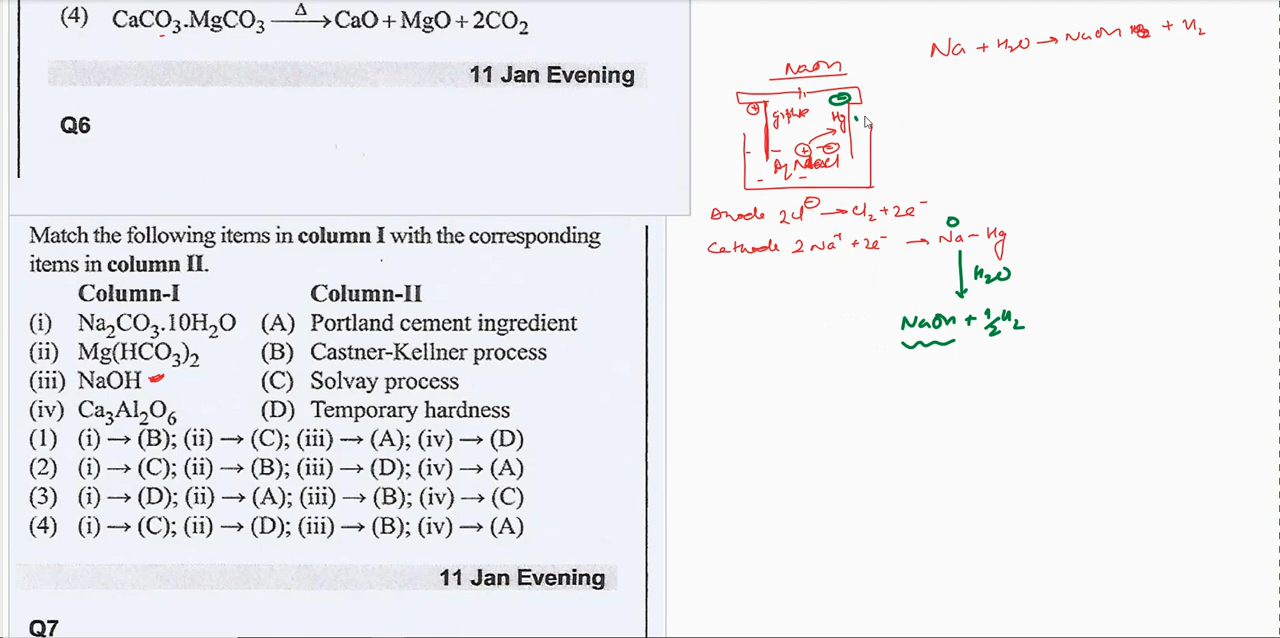 (4) CaCO₃.MgCO₃ —Δ→ CaO + MgO + 2CO₂
11 Jan Evening
Q6
Match the following items in column I with the corresponding
items in column II.
Column-I Column-II
(i) Na₂CO₃.10H₂O (A) Portland cement ingredient
(ii) Mg(HCO₃)₂ (B) Castner-Kellner process
(iii) NaOH (C) Solvay process
(iv) Ca₃Al₂O₆ (D) Temporary hardness
(1) (i) → (B); (ii) → (C); (iii) → (A); (iv) → (D)
(2) (i) → (C); (ii) → (B); (iii) → (D); (iv) → (A)
(3) (i) → (D); (ii) → (A); (iii) → (B); (iv) → (C)
(4) (i) → (C); (ii) → (D); (iii) → (B); (iv) → (A)
11 Jan Evening
Q7
Na + H₂O → NaOH + H₂
NaOH
+ −
Hg
+ −
Aq
Anode 2Cl⊖ → Cl₂ + 2e⁻
Cathode 2Na⁺ + 2e⁻ → Na – Hg
0
H₂O
NaOH + ½H₂